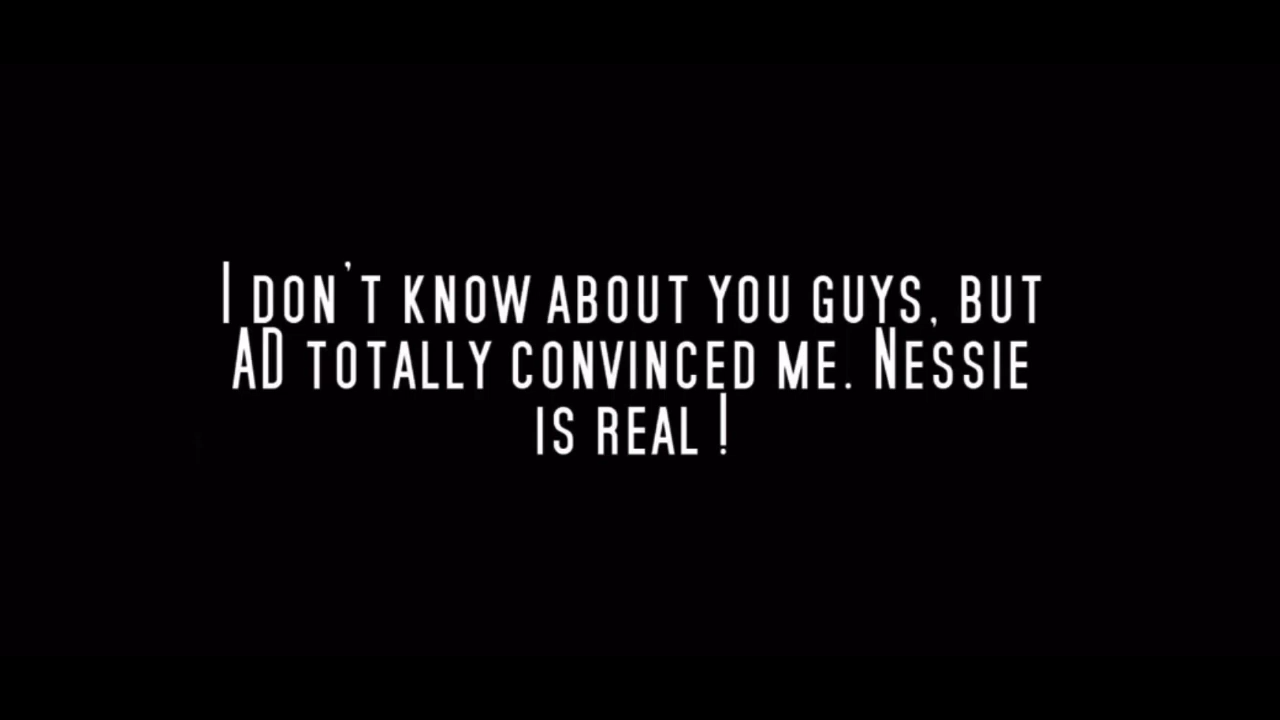 I don't know about you guys, but
AD totally convinced me. Nessie
is real !